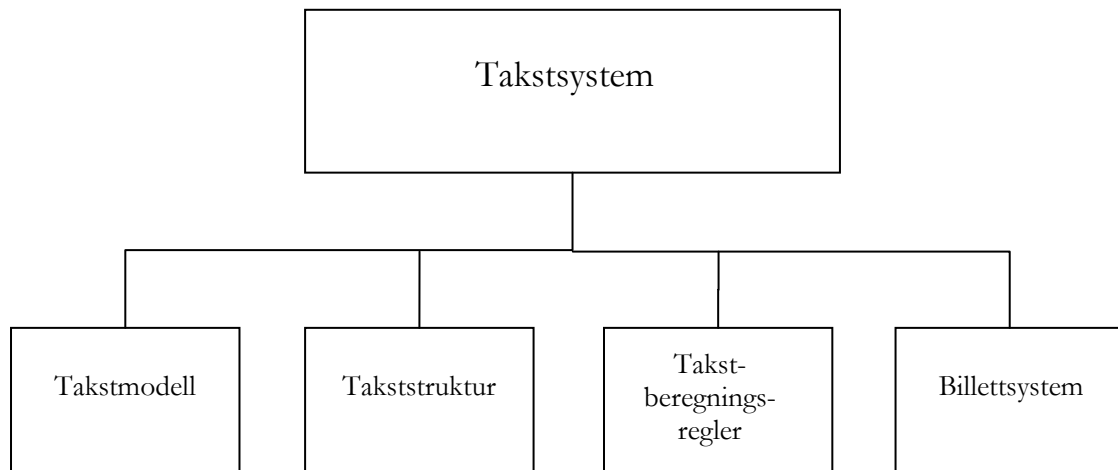 Takstsystem
Takstmodell
Takststruktur
Takst-
beregnings-
regler
Billettsystem